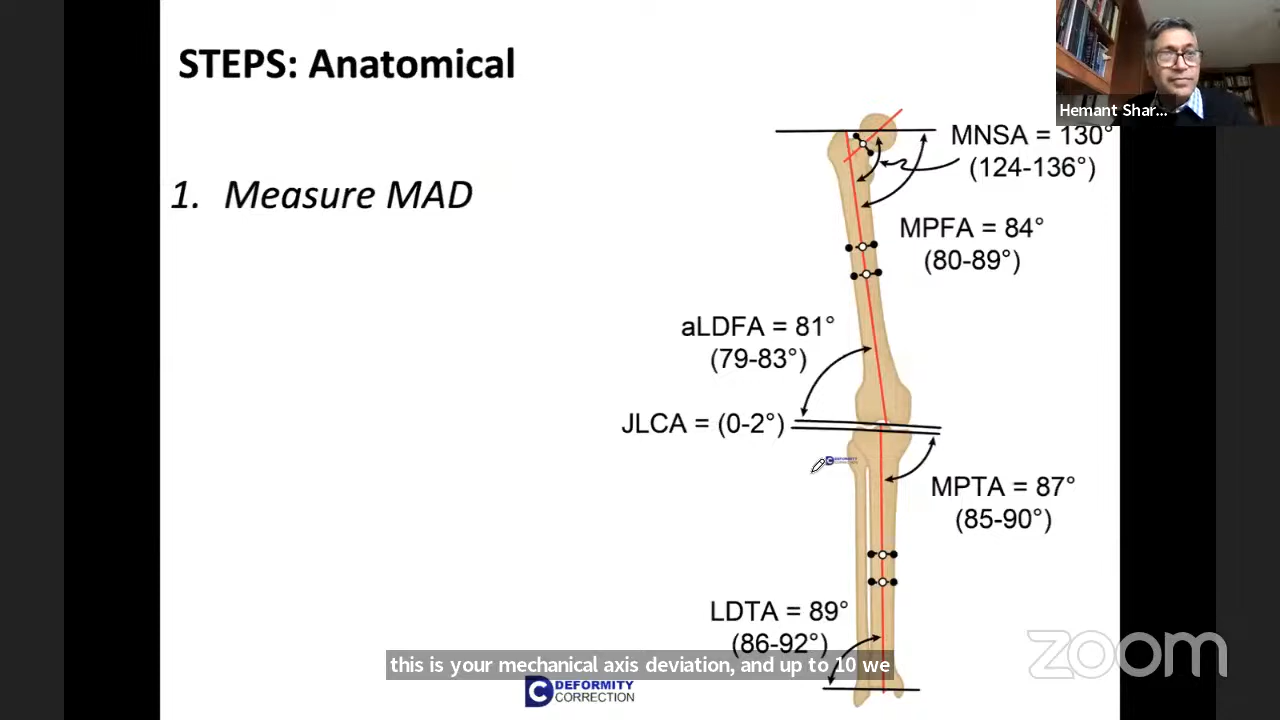 STEPS: Anatomical
Hemant Shar...
1. Measure MAD
MNSA = 130°
(124-136°)
MPFA = 84°
(80-89°)
aLDFA = 81°
(79-83°)
JLCA = (0-2°)
DEFORMITY
CORRECTION
MPTA = 87°
(85-90°)
LDTA = 89°
(86-92°)
this is your mechanical axis deviation, and up to 10 we
DEFORMITY
CORRECTION
zoom